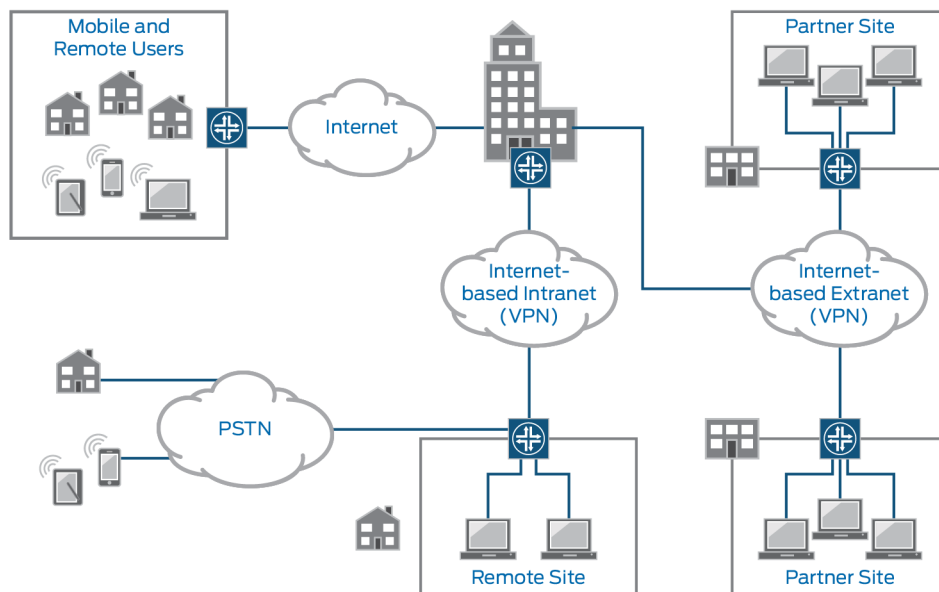 Mobile and
Remote Users
Partner Site
Internet
Internet-
based Intranet
(VPN)
Internet-
based Extranet
(VPN)
PSTN
Remote Site
Partner Site